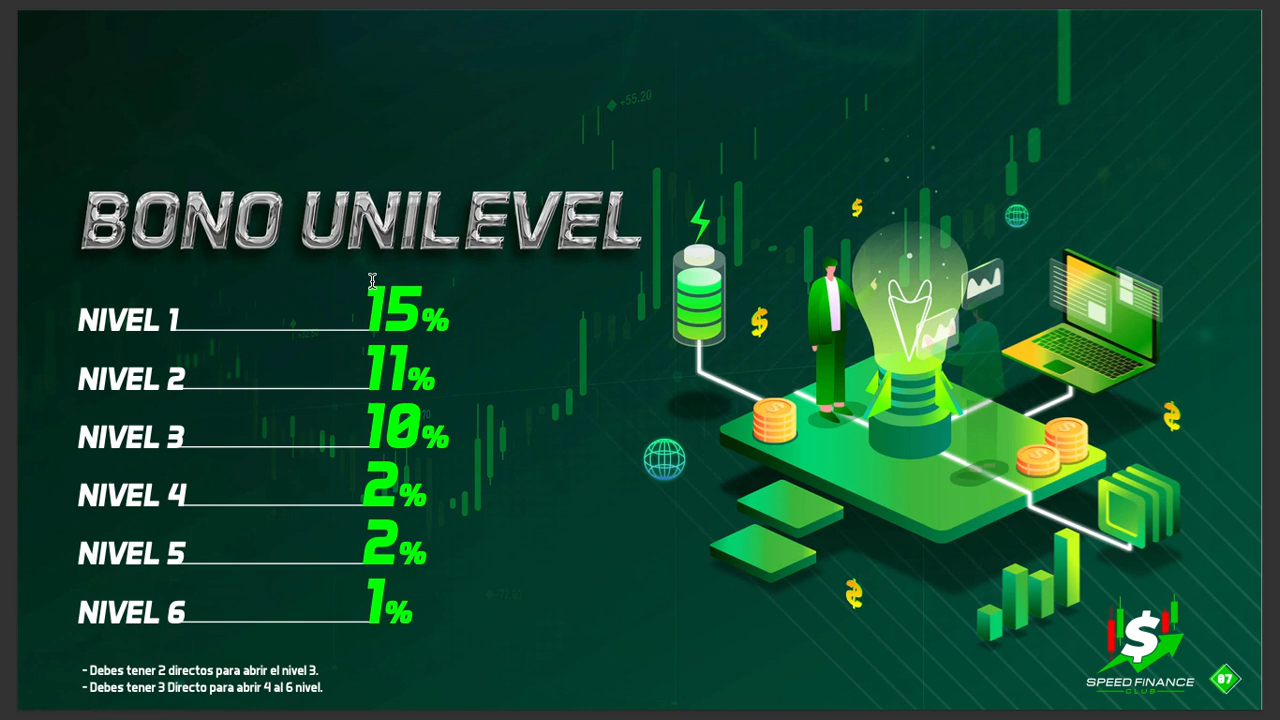 +55.20
BONO UNILEVEL
NIVEL 1 15%
NIVEL 2 11%
NIVEL 3 10%
NIVEL 4 2%
NIVEL 5 2%
NIVEL 6 1%
- Debes tener 2 directos para abrir el nivel 3.
- Debes tener 3 Directo para abrir 4 al 6 nivel.
$
SPEED FINANCE
CLUB
07